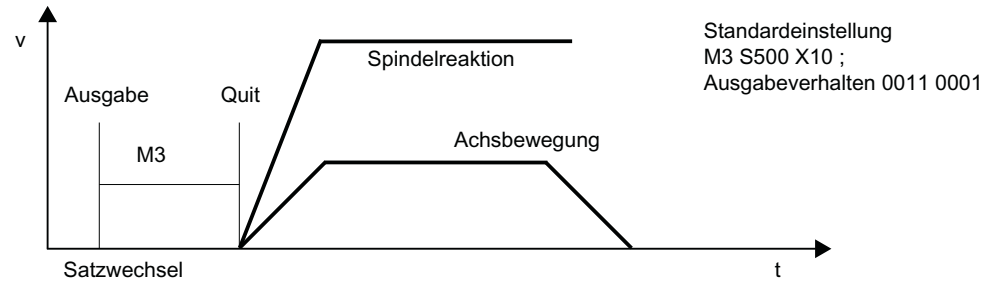 v
Standardeinstellung
M3 S500 X10 ;
Ausgabeverhalten 0011 0001
Spindelreaktion
Ausgabe
Quit
M3
Achsbewegung
Satzwechsel
t